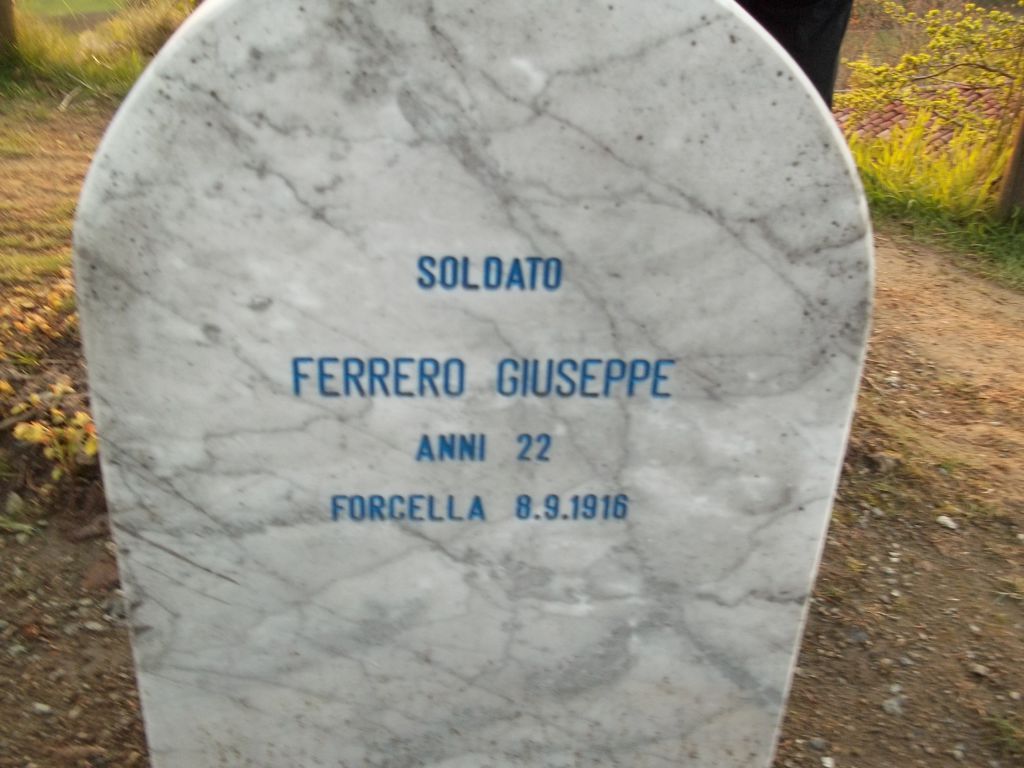 SOLDATO
FERRERO GIUSEPPE
ANNI 22
FORCELLA 8.9.1916